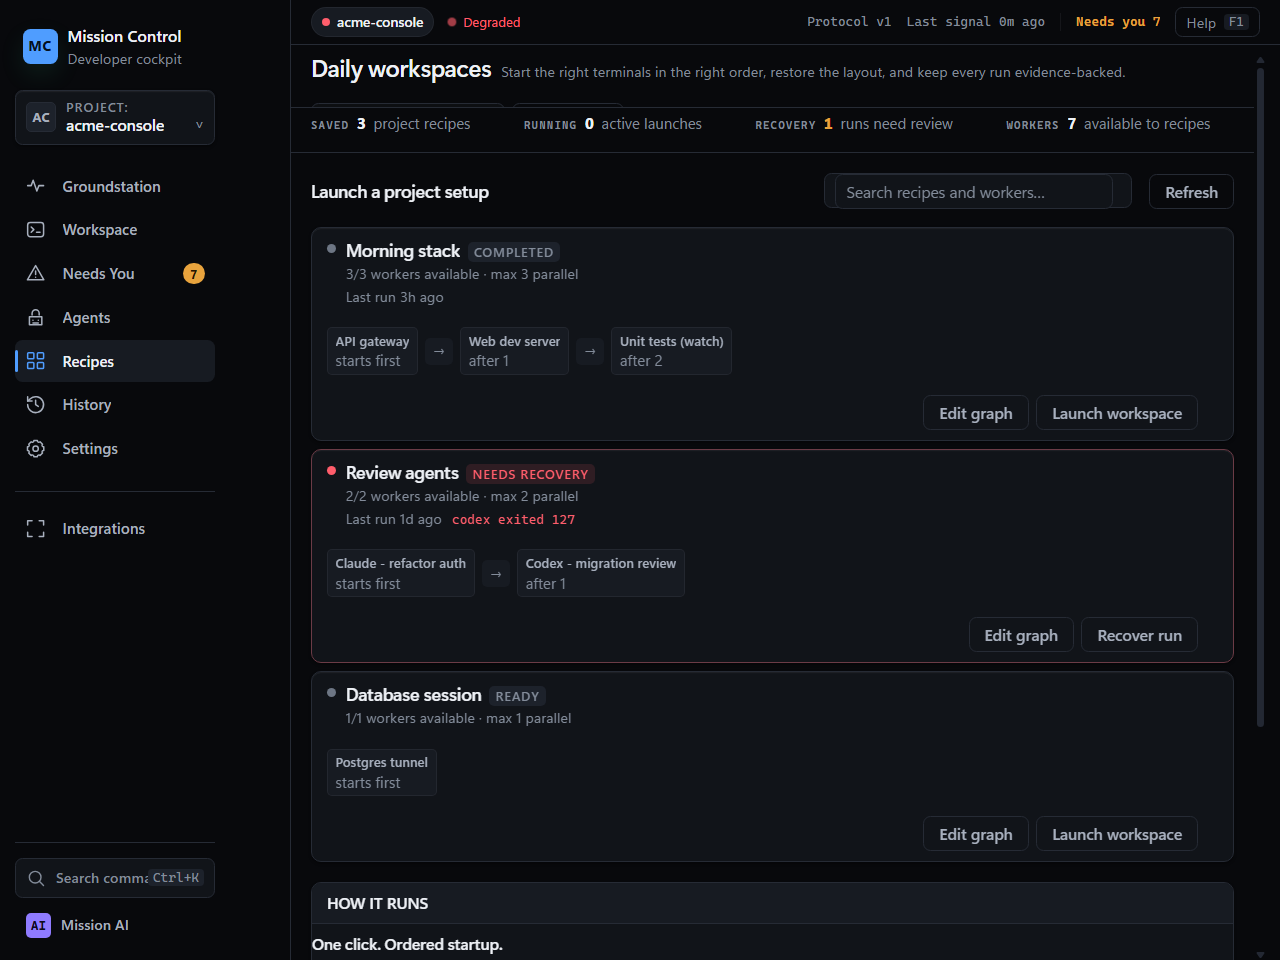 MC
Mission Control
Developer cockpit
AC
PROJECT:
acme-console
v
Groundstation
Workspace
Needs You 7
Agents
Recipes
History
Settings
Integrations
Search comma Ctrl+K
AI Mission AI
acme-console Degraded Protocol v1 Last signal 0m ago Needs you 7 Help F1
Daily workspaces Start the right terminals in the right order, restore the layout, and keep every run evidence-backed.
SAVED 3 project recipes RUNNING 0 active launches RECOVERY 1 runs need review WORKERS 7 available to recipes
Launch a project setup Search recipes and workers... Refresh
Morning stack COMPLETED
3/3 workers available · max 3 parallel
Last run 3h ago
API gateway → Web dev server → Unit tests (watch)
starts first after 1 after 2
Edit graph Launch workspace
Review agents NEEDS RECOVERY
2/2 workers available · max 2 parallel
Last run 1d ago codex exited 127
Claude - refactor auth → Codex - migration review
starts first after 1
Edit graph Recover run
Database session READY
1/1 workers available · max 1 parallel
Postgres tunnel
starts first
Edit graph Launch workspace
HOW IT RUNS
One click. Ordered startup.